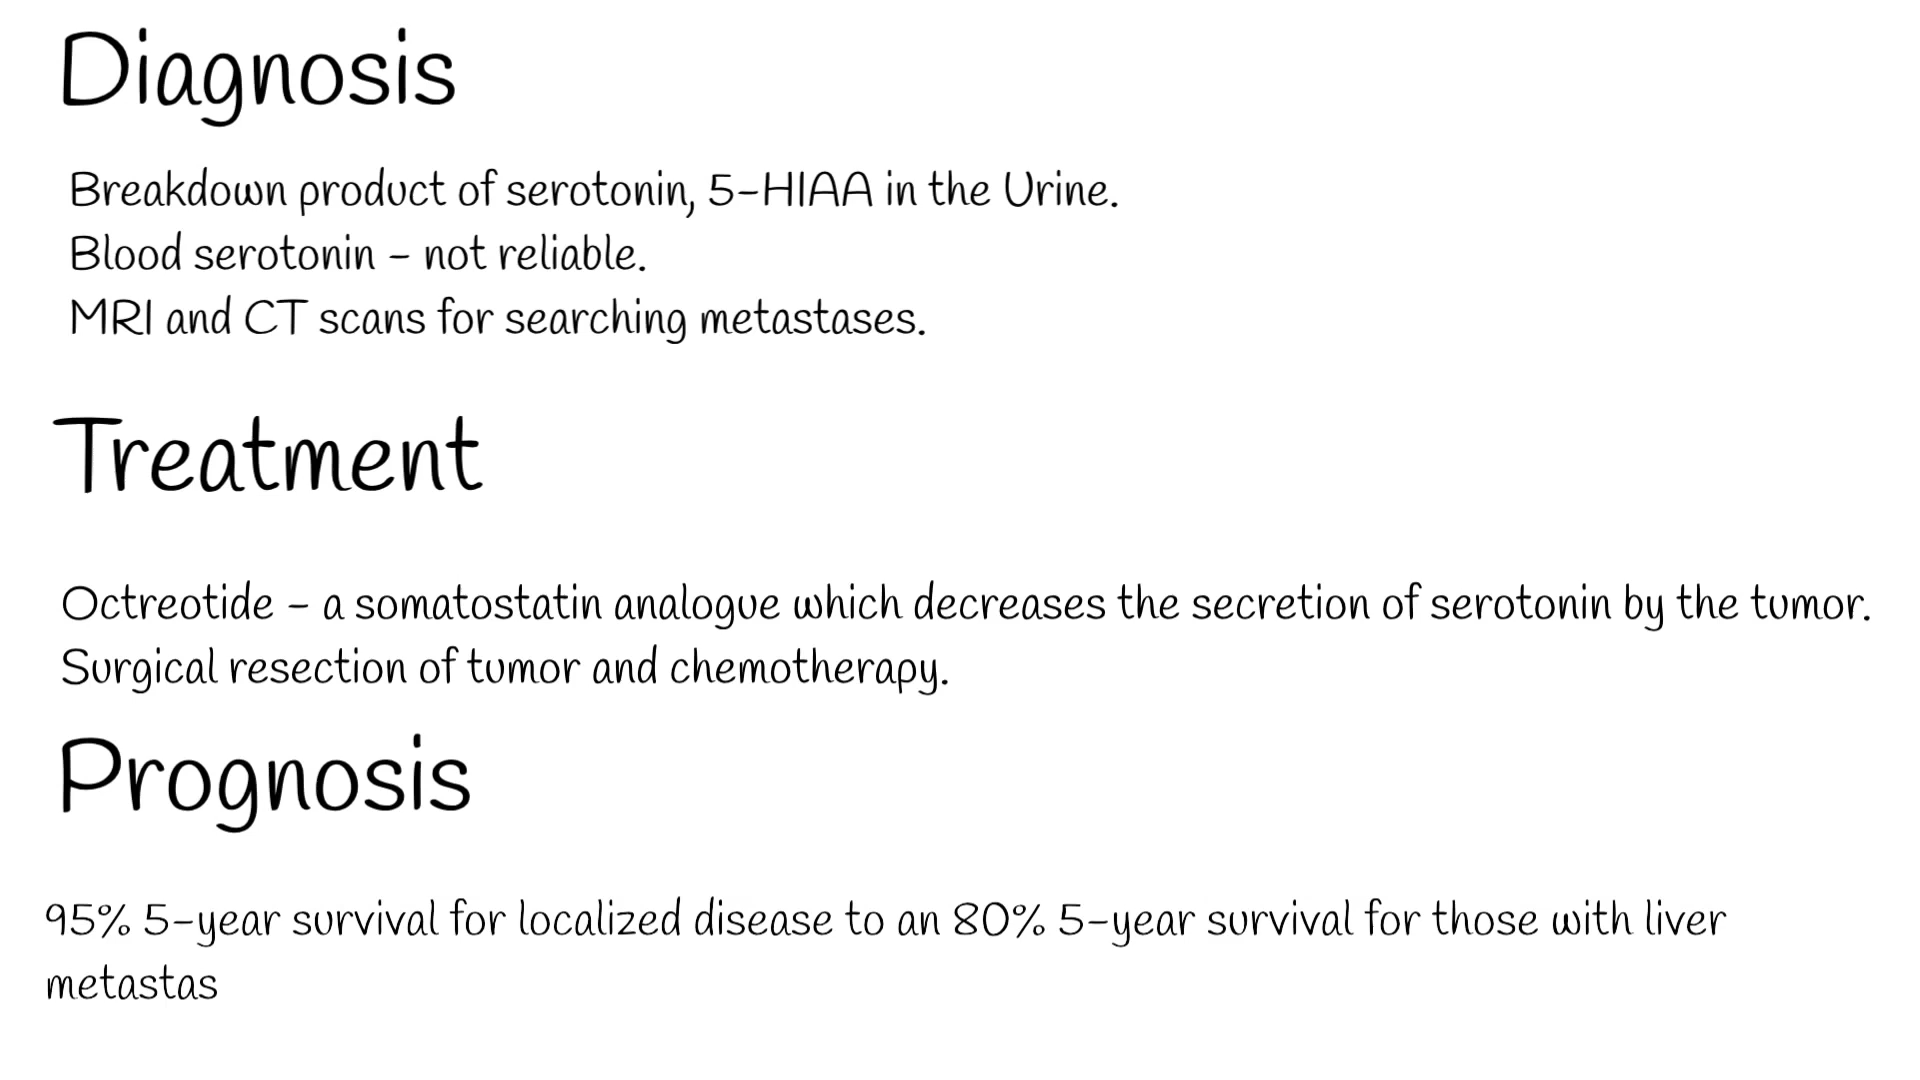 Diagnosis
Breakdown product of serotonin, 5-HIAA in the Urine.
Blood serotonin - not reliable.
MRI and CT scans for searching metastases.
Treatment
Octreotide - a somatostatin analogue which decreases the secretion of serotonin by the tumor.
Surgical resection of tumor and chemotherapy.
Prognosis
95% 5-year survival for localized disease to an 80% 5-year survival for those with liver
metastas